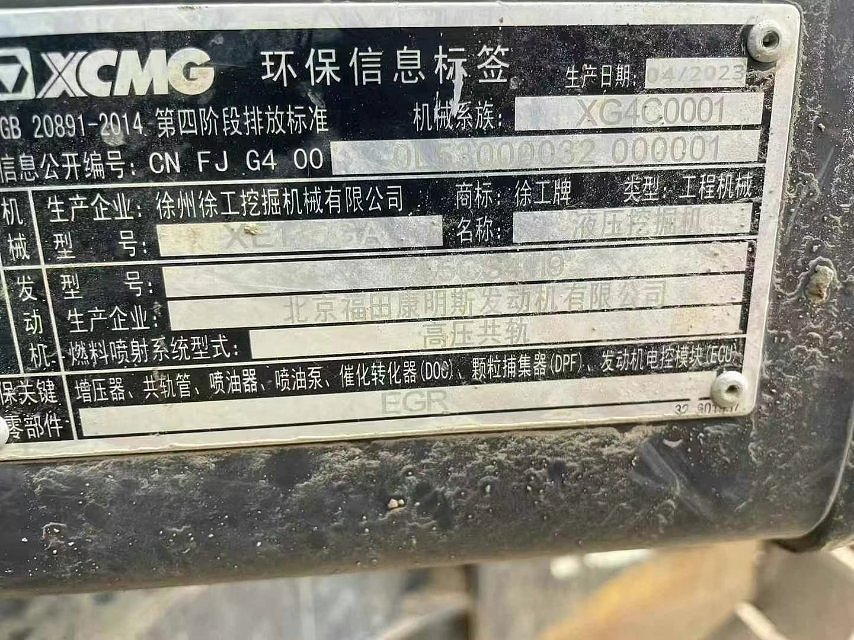 XCMG 环保信息标签 生产日期: 04/2023
GB 20891-2014 第四阶段排放标准 机械系族: XG4C0001
信息公开编号: CN FJ G4 00 000032 000001
机械 生产企业: 徐州徐工挖掘机械有限公司 商标: 徐工牌 类型: 工程机械
型 号: 名称: 液压挖掘机
发动机 型 号:
生产企业: 北京福田康明斯发动机有限公司
燃料喷射系统型式: 高压共轨
保关键 增压器、共轨管、喷油器、喷油泵、催化转化器(DOC)、颗粒捕集器(DPF)、发动机电控模块(ECU)
零部件 EGR